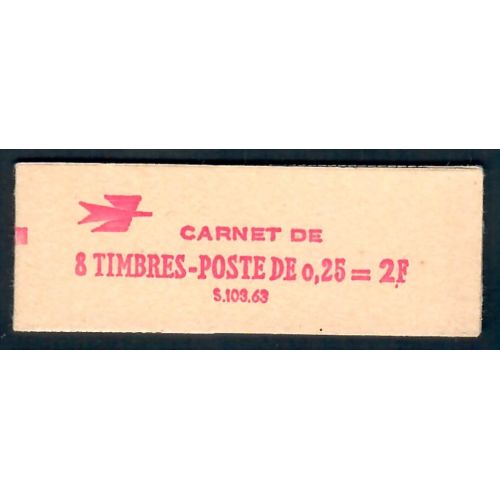 CARNET DE
8 TIMBRES-POSTE DE 0,25 = 2F
S.103.63